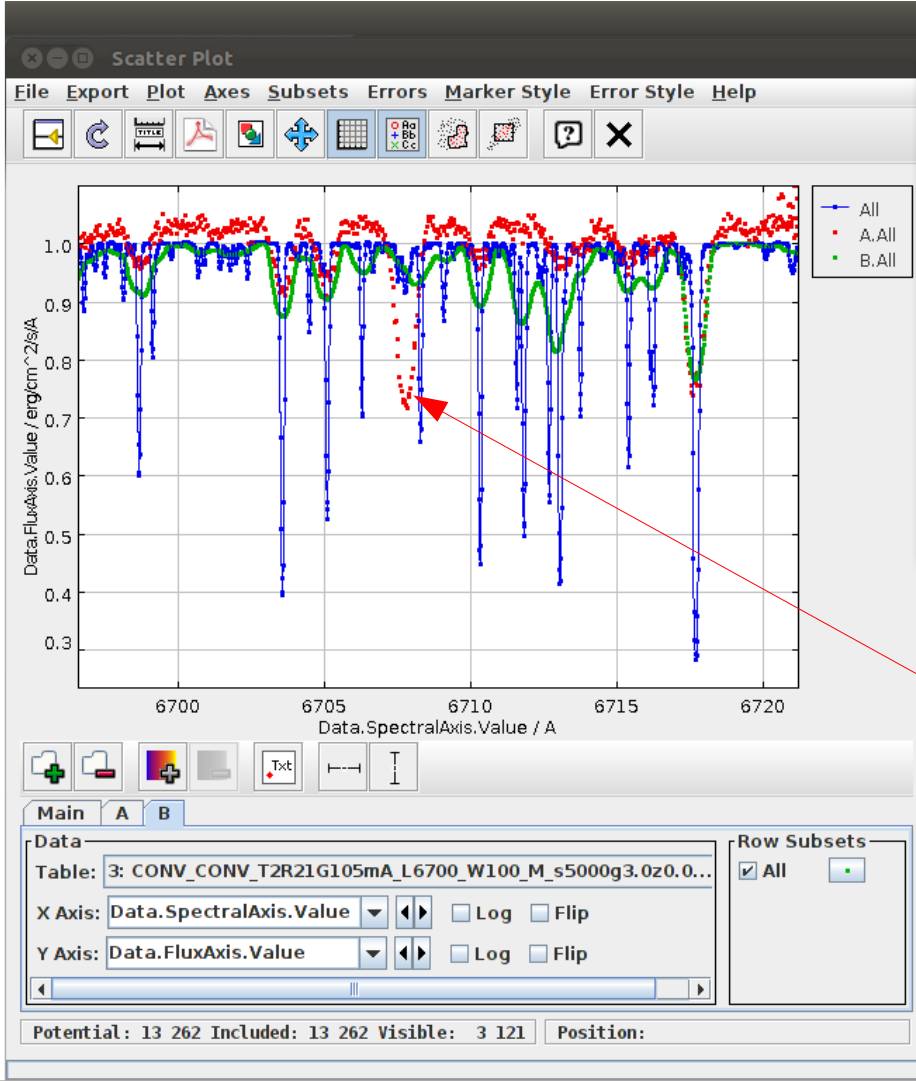 Scatter Plot
File Export Plot Axes Subsets Errors Marker Style Error Style Help
TITLE
Aa
Bb
Cc
All
A.All
B.All
1.0
0.9
0.8
0.7
0.6
0.5
0.4
0.3
Data.FluxAxis.Value / erg/cm^2/s/A
6700 6705 6710 6715 6720
Data.SpectralAxis.Value / A
Txt
Main A B
Data
Row Subsets
Table: 3: CONV_CONV_T2R21G105mA_L6700_W100_M_s5000g3.0z0.0...
All
X Axis: Data.SpectralAxis.Value Log Flip
Y Axis: Data.FluxAxis.Value Log Flip
Potential: 13 262 Included: 13 262 Visible: 3 121 Position: